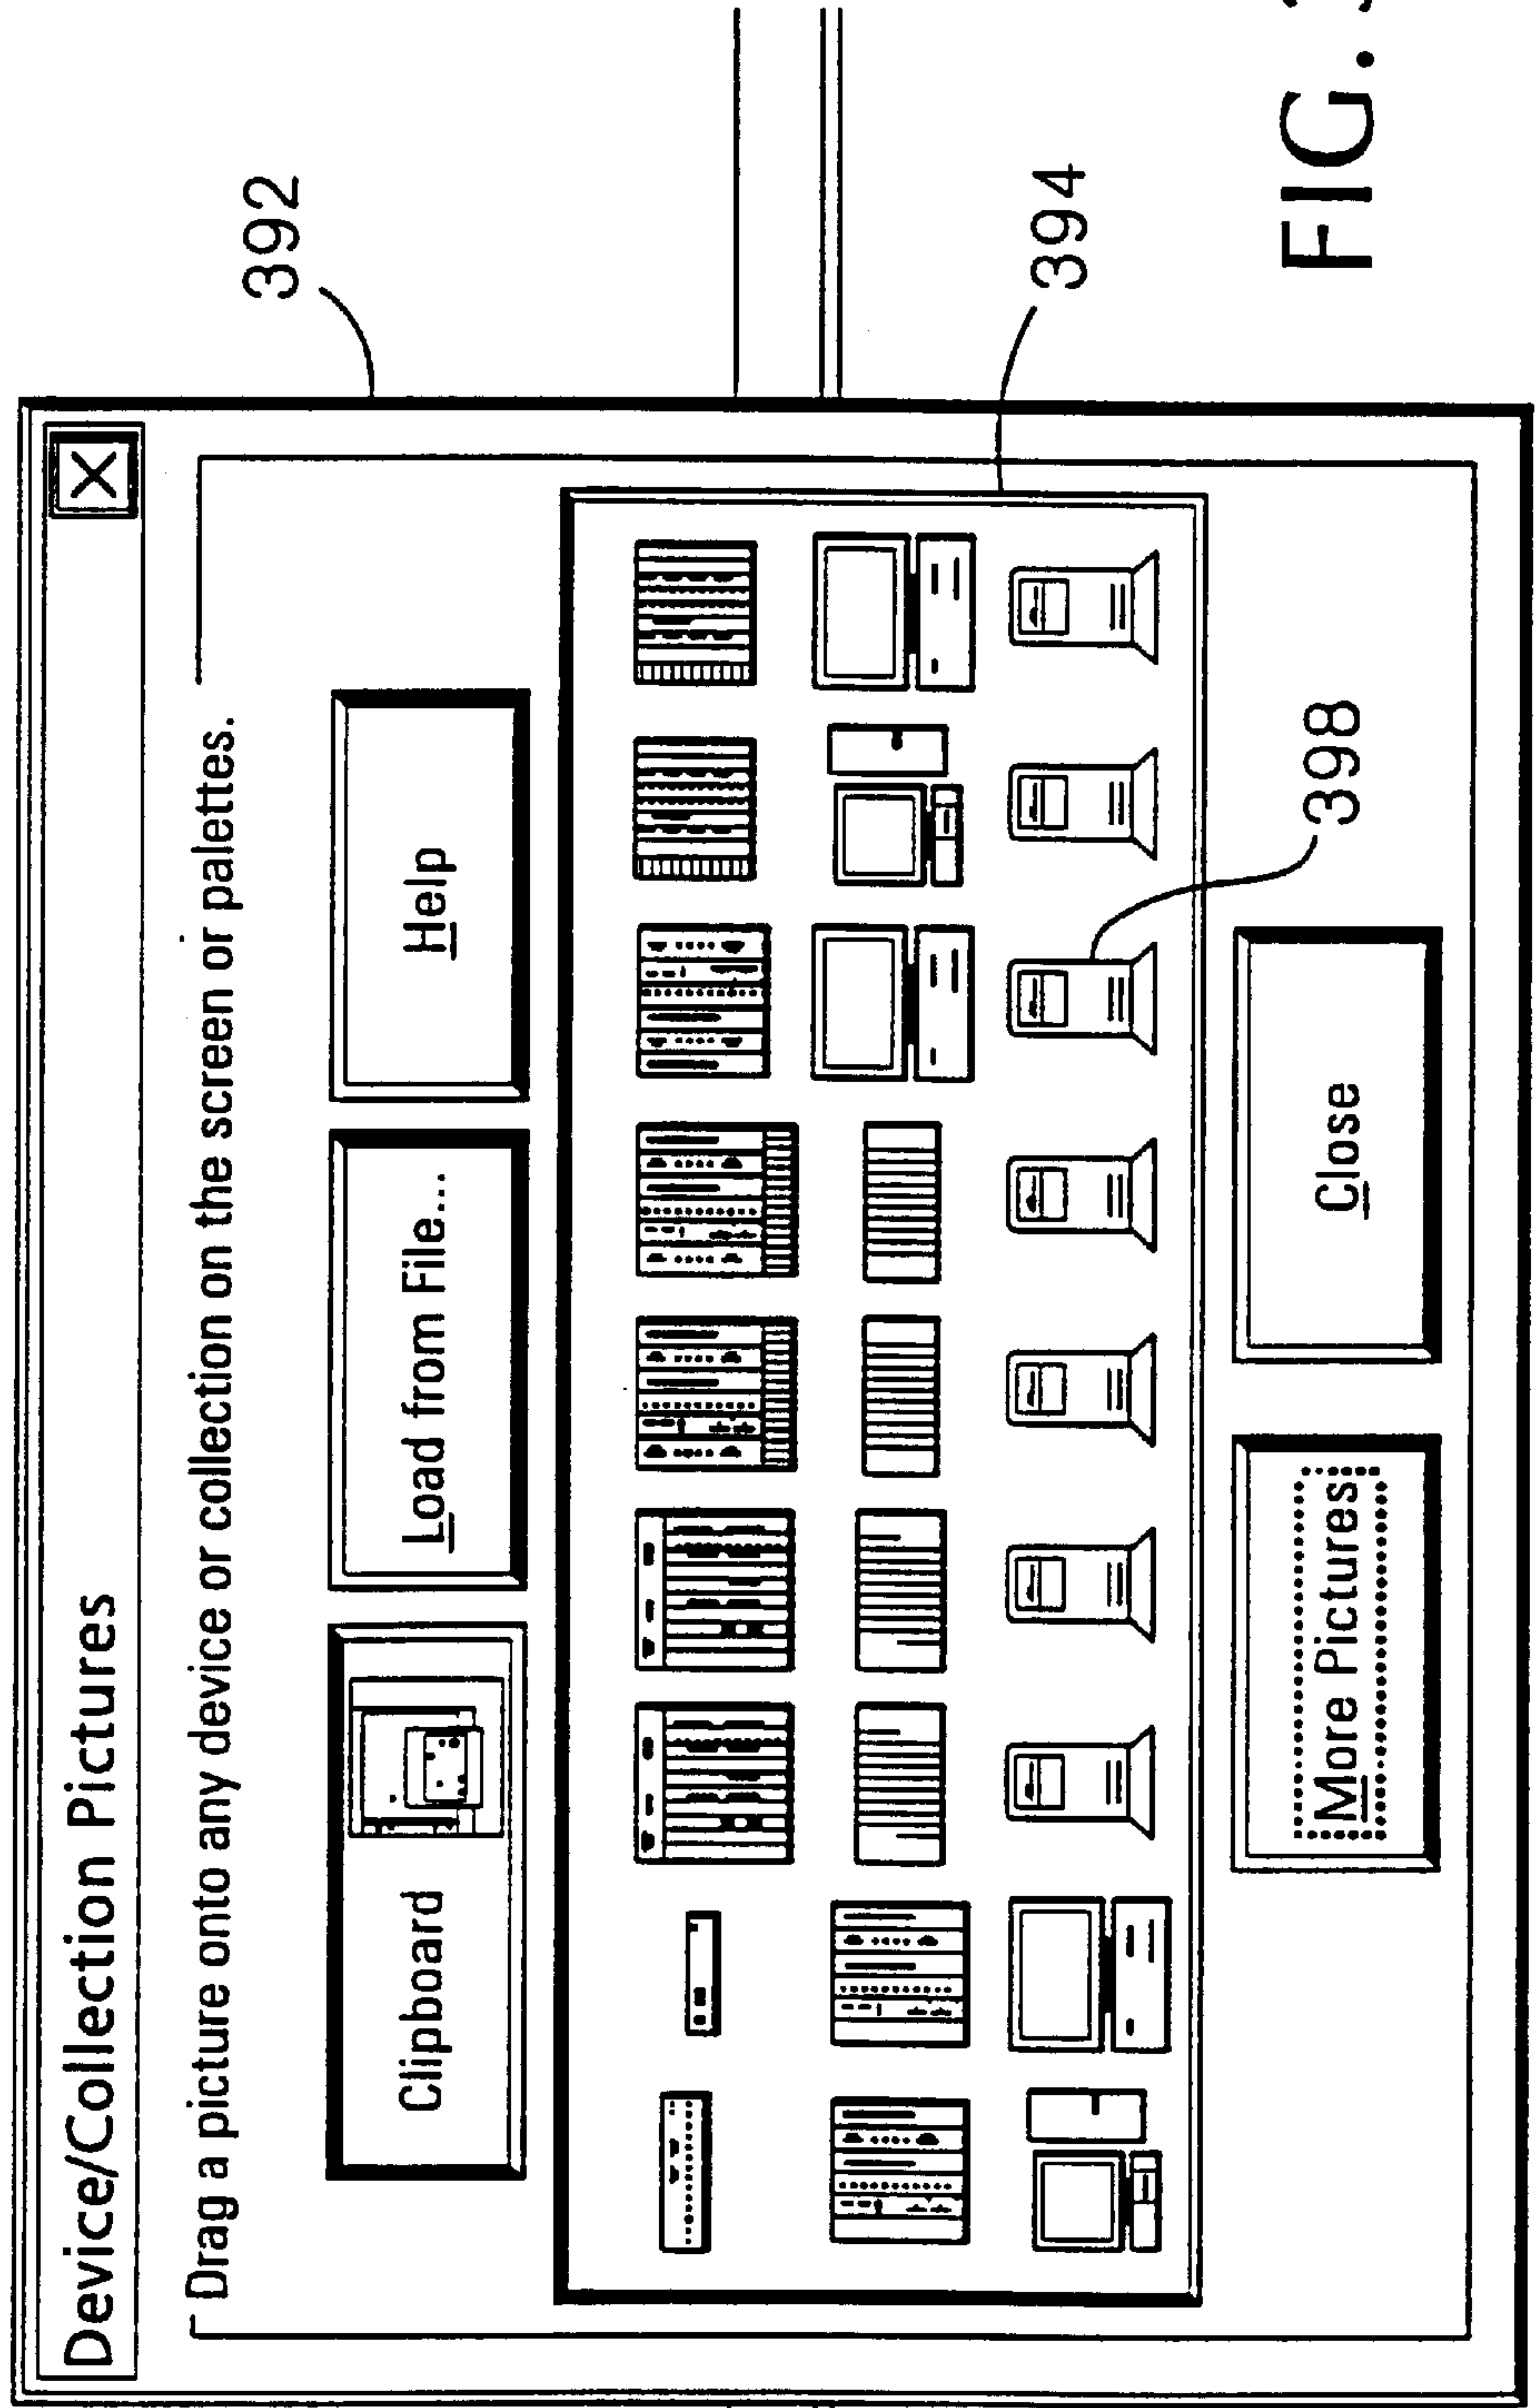 392
Device/Collection Pictures
X
Drag a picture onto any device or collection on the screen or palettes.
Clipboard
Load from File...
Help
394
398
More Pictures
Close
FIG.